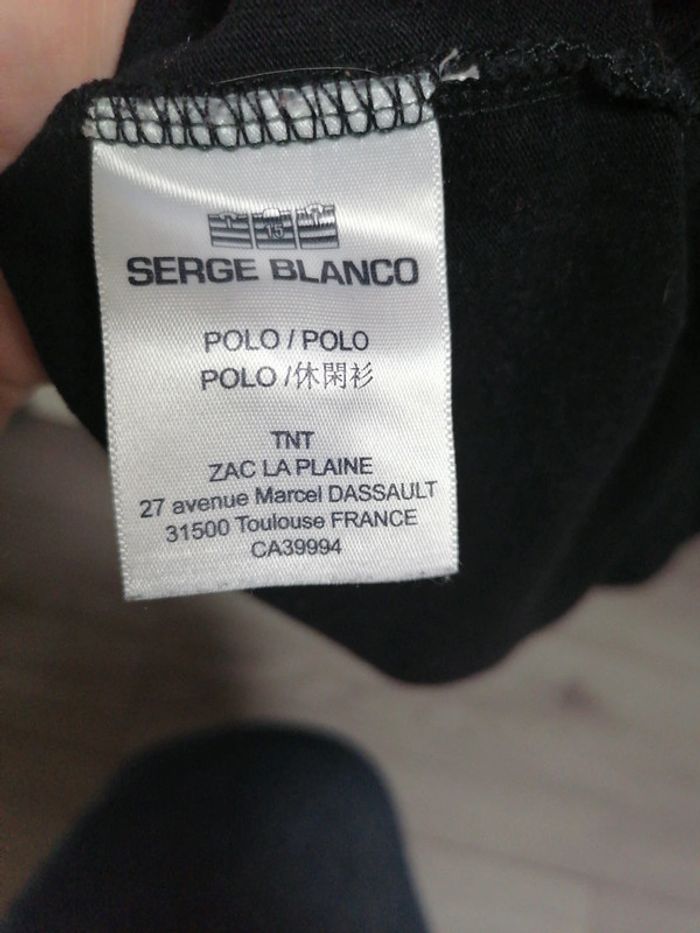 15
SERGE BLANCO
POLO / POLO
POLO /休閑衫
TNT
ZAC LA PLAINE
27 avenue Marcel DASSAULT
31500 Toulouse FRANCE
CA39994